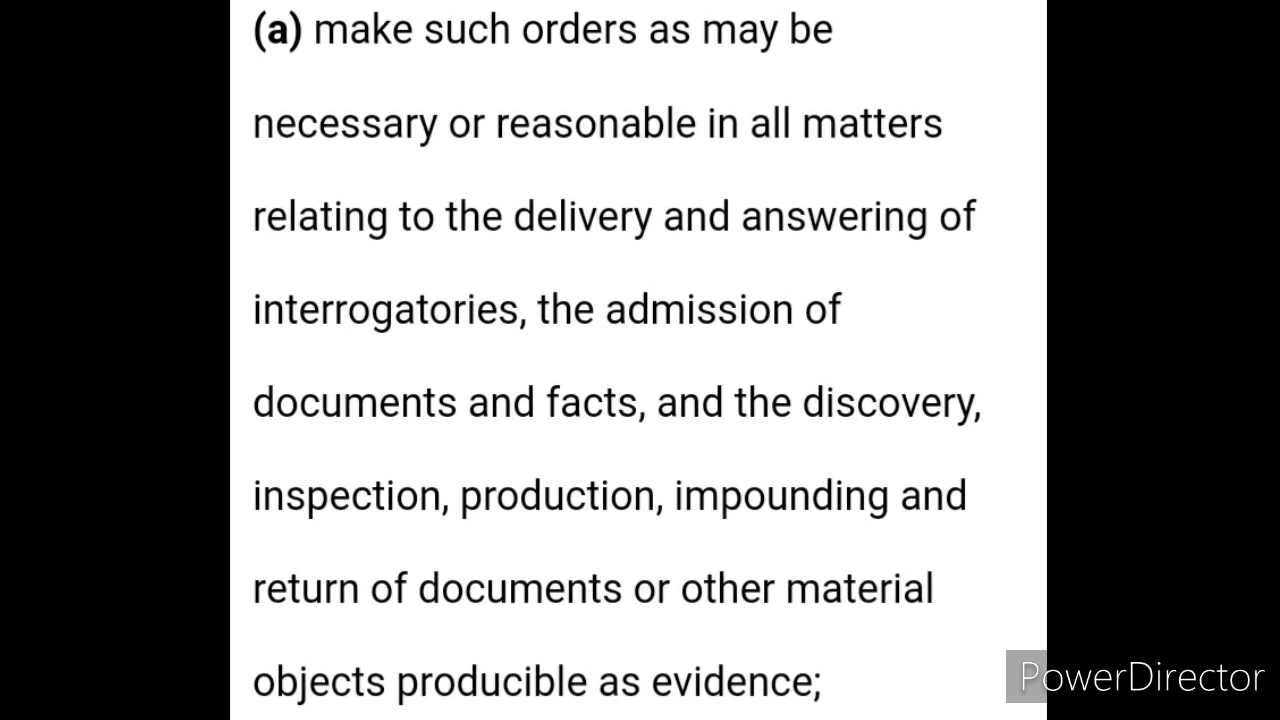 (a) make such orders as may be
necessary or reasonable in all matters
relating to the delivery and answering of
interrogatories, the admission of
documents and facts, and the discovery,
inspection, production, impounding and
return of documents or other material
objects producible as evidence;
PowerDirector